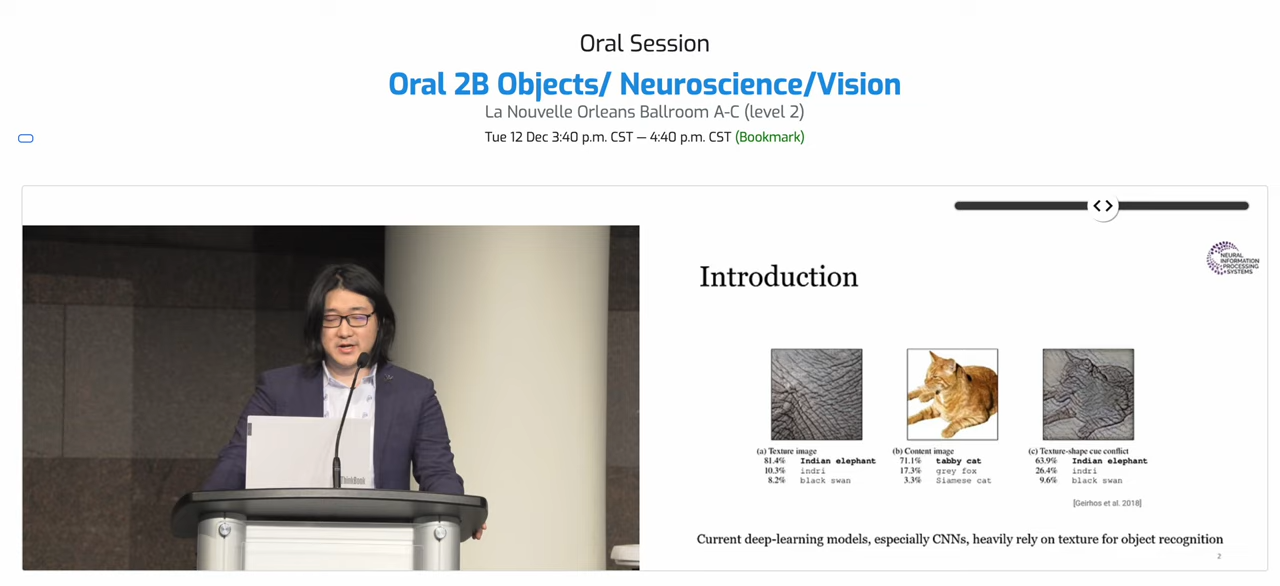 Oral Session
Oral 2B Objects/ Neuroscience/Vision
La Nouvelle Orleans Ballroom A-C (level 2)
Tue 12 Dec 3:40 p.m. CST — 4:40 p.m. CST (Bookmark)
NEURAL
INFORMATION
PROCESSING
SYSTEMS
Introduction
(a) Texture image
81.4% Indian elephant
10.3% indri
8.2% black swan
(b) Content image
71.1% tabby cat
17.3% grey fox
3.3% Siamese cat
(c) Texture-shape cue conflict
63.9% Indian elephant
26.4% indri
9.6% black swan
[Geirhos et al. 2018]
Current deep-learning models, especially CNNs, heavily rely on texture for object recognition
2
ThinkBook